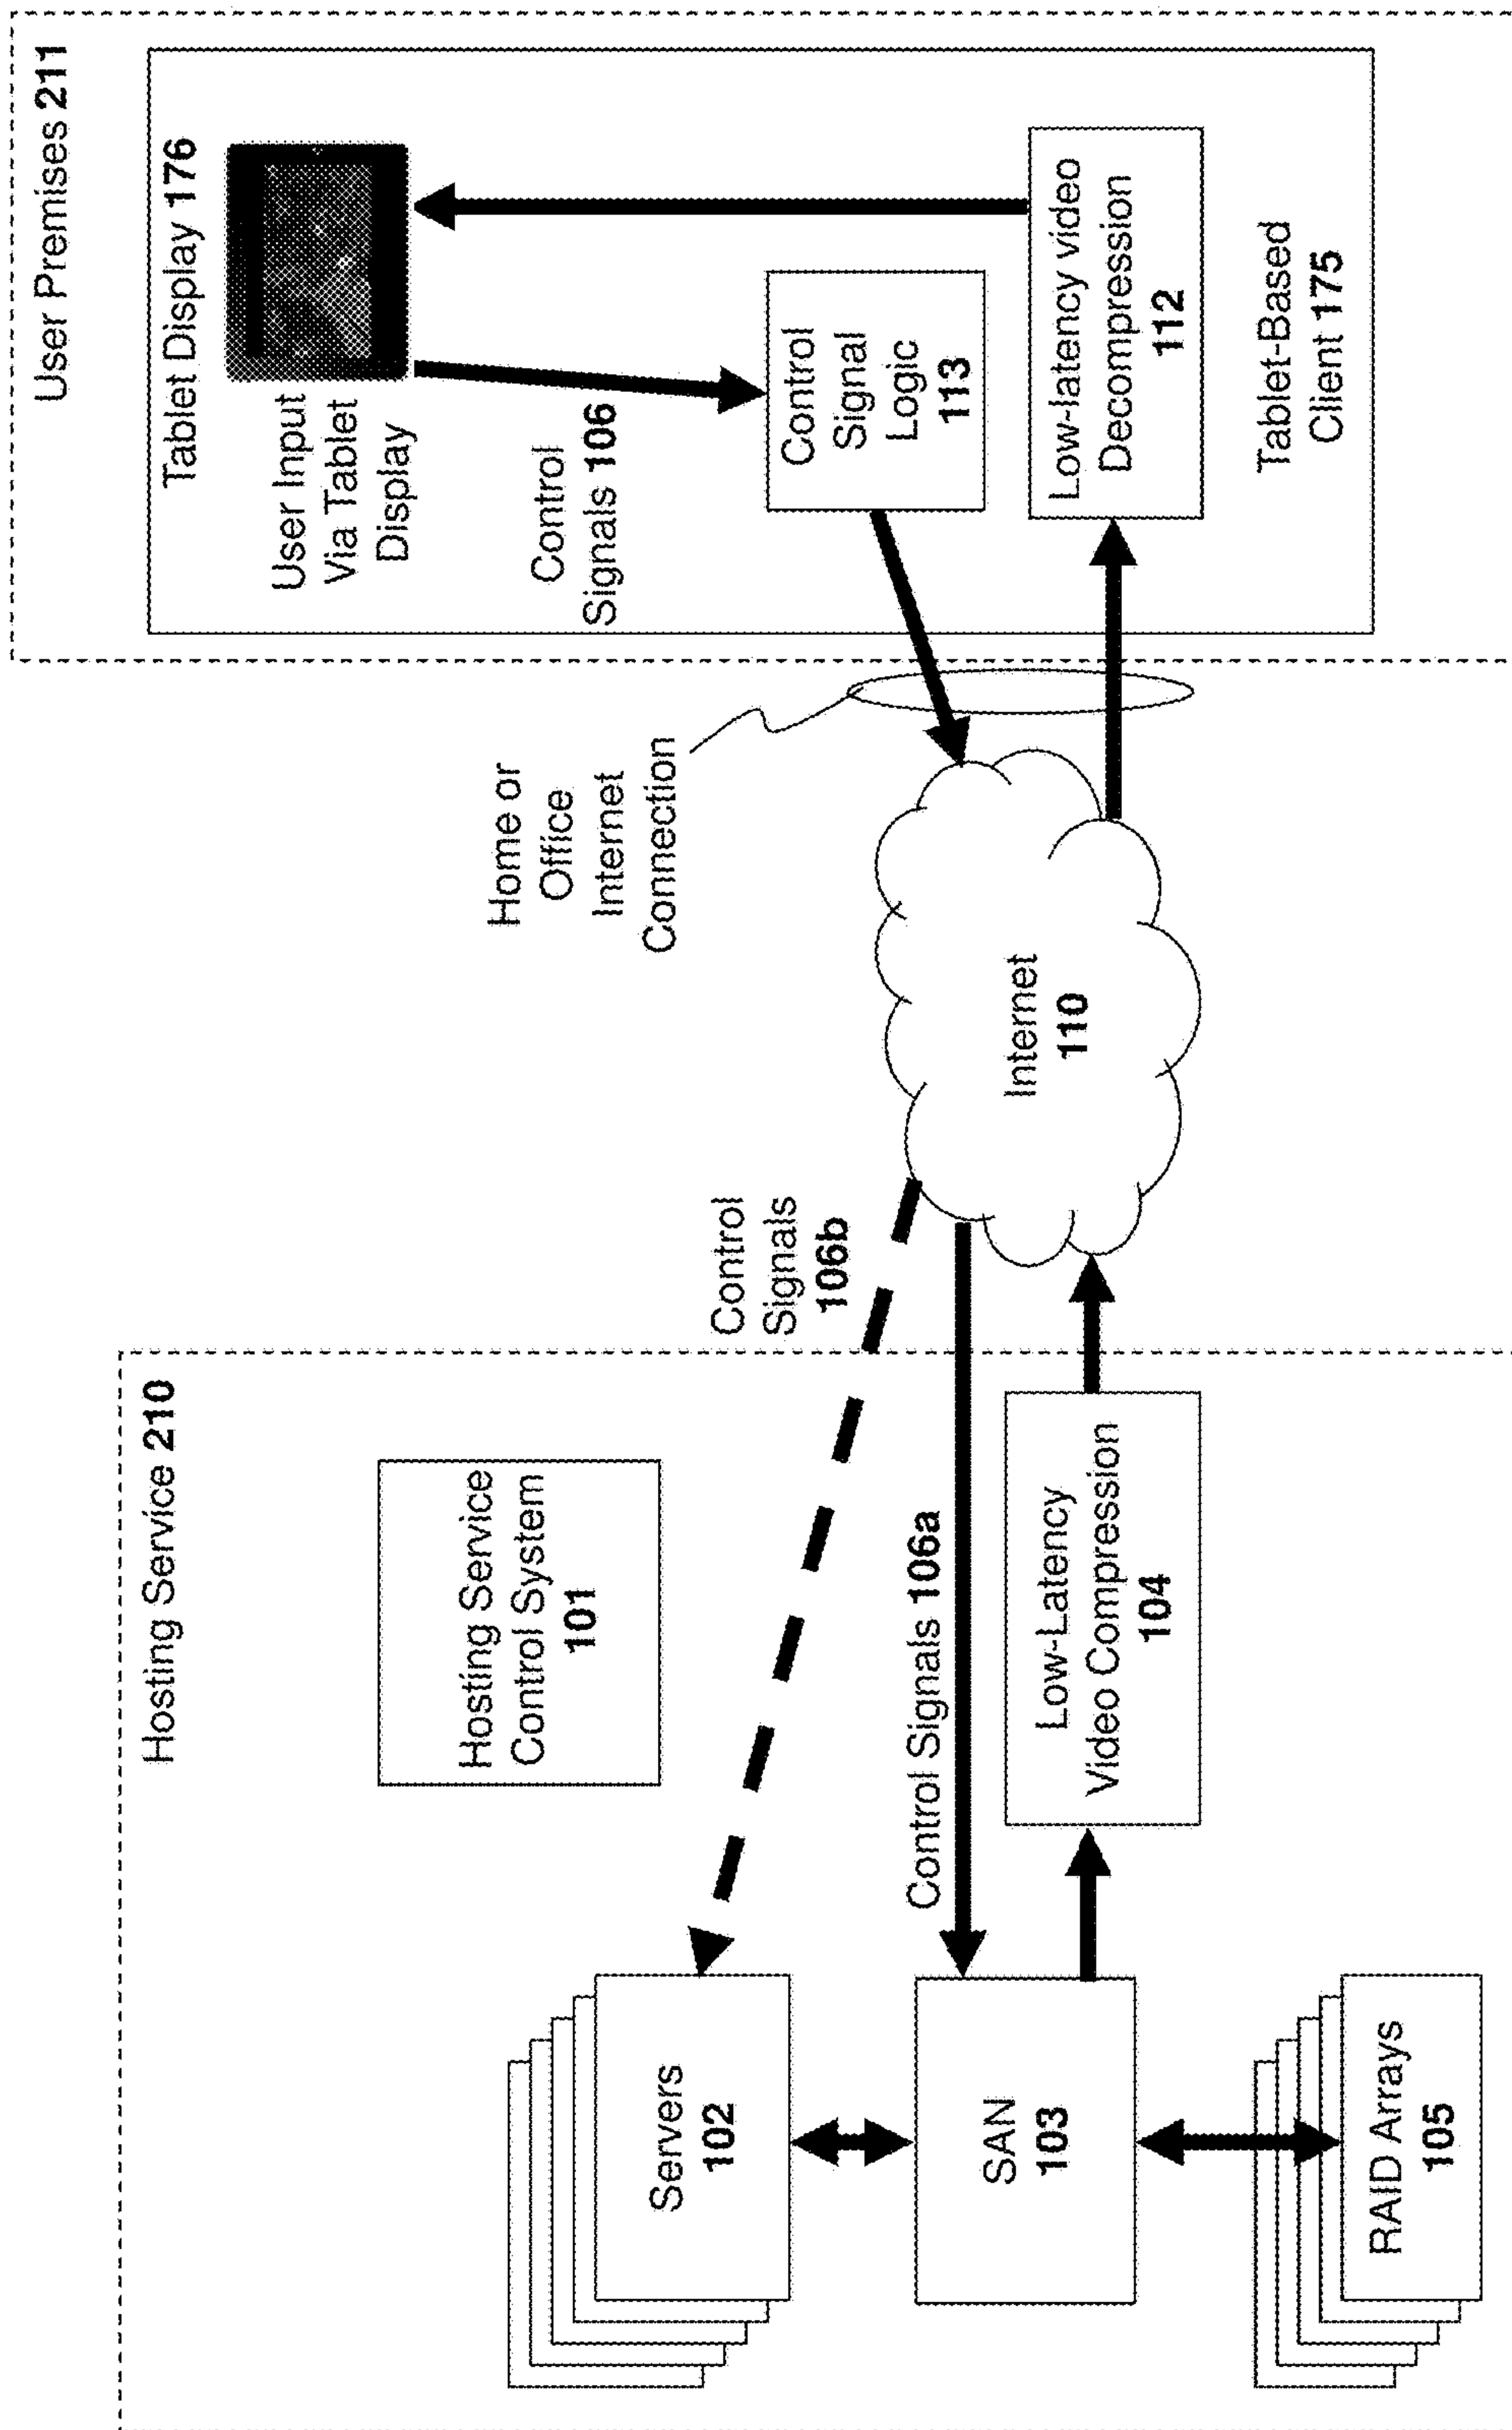 Hosting Service 210
Hosting Service
Control System
101
Servers
102
SAN
103
RAID Arrays
105
Control Signals 106a
Low-Latency
Video Compression
104
Control
Signals
106b
Internet
110
Home or
Office
Internet
Connection
User Premises 211
Tablet Display 176
User Input
Via Tablet
Display
Control
Signals 106
Control
Signal
Logic
113
Low-latency video
Decompression
112
Tablet-Based
Client 175